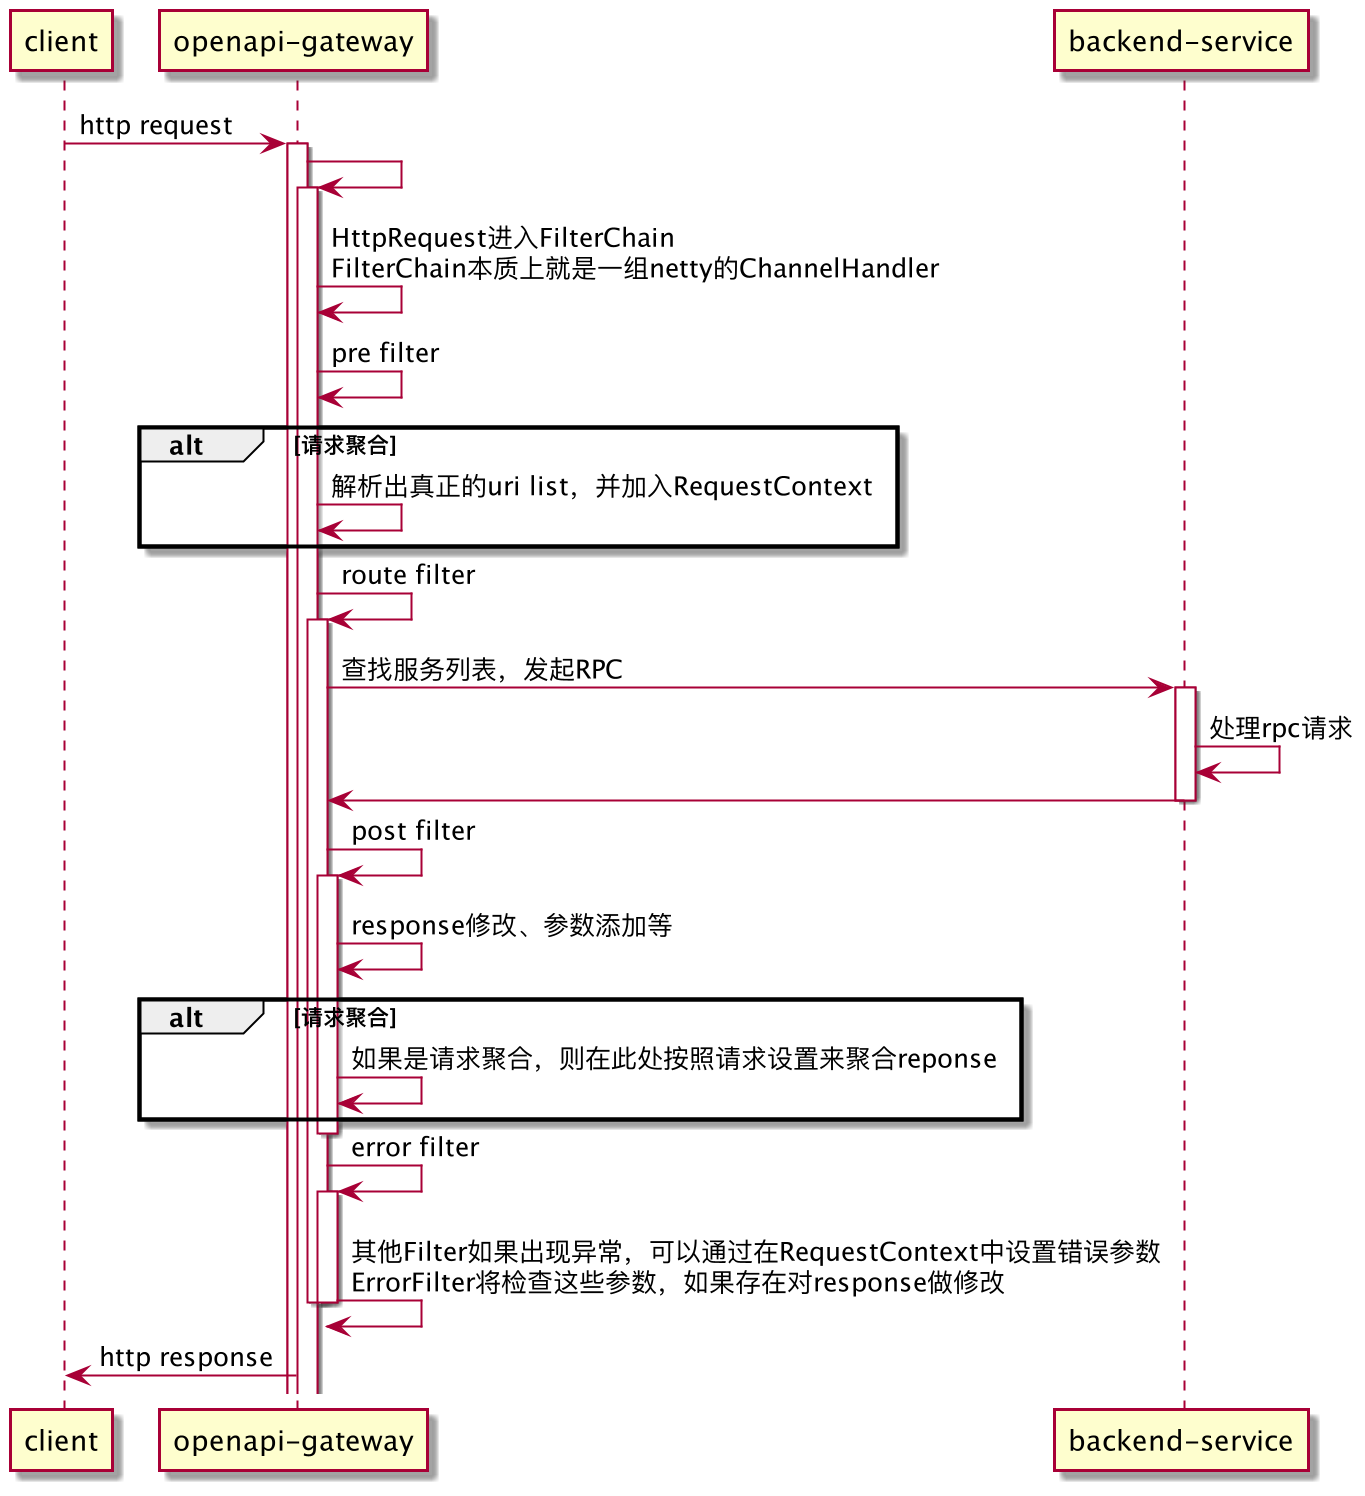 client
openapi-gateway
backend-service
http request
HttpRequest进入FilterChain
FilterChain本质上就是一组netty的ChannelHandler
pre filter
alt
[请求聚合]
解析出真正的uri list，并加入RequestContext
route filter
查找服务列表，发起RPC
处理rpc请求
post filter
response修改、参数添加等
alt
[请求聚合]
如果是请求聚合，则在此处按照请求设置来聚合reponse
error filter
其他Filter如果出现异常，可以通过在RequestContext中设置错误参数
ErrorFilter将检查这些参数，如果存在对response做修改
http response
client
openapi-gateway
backend-service